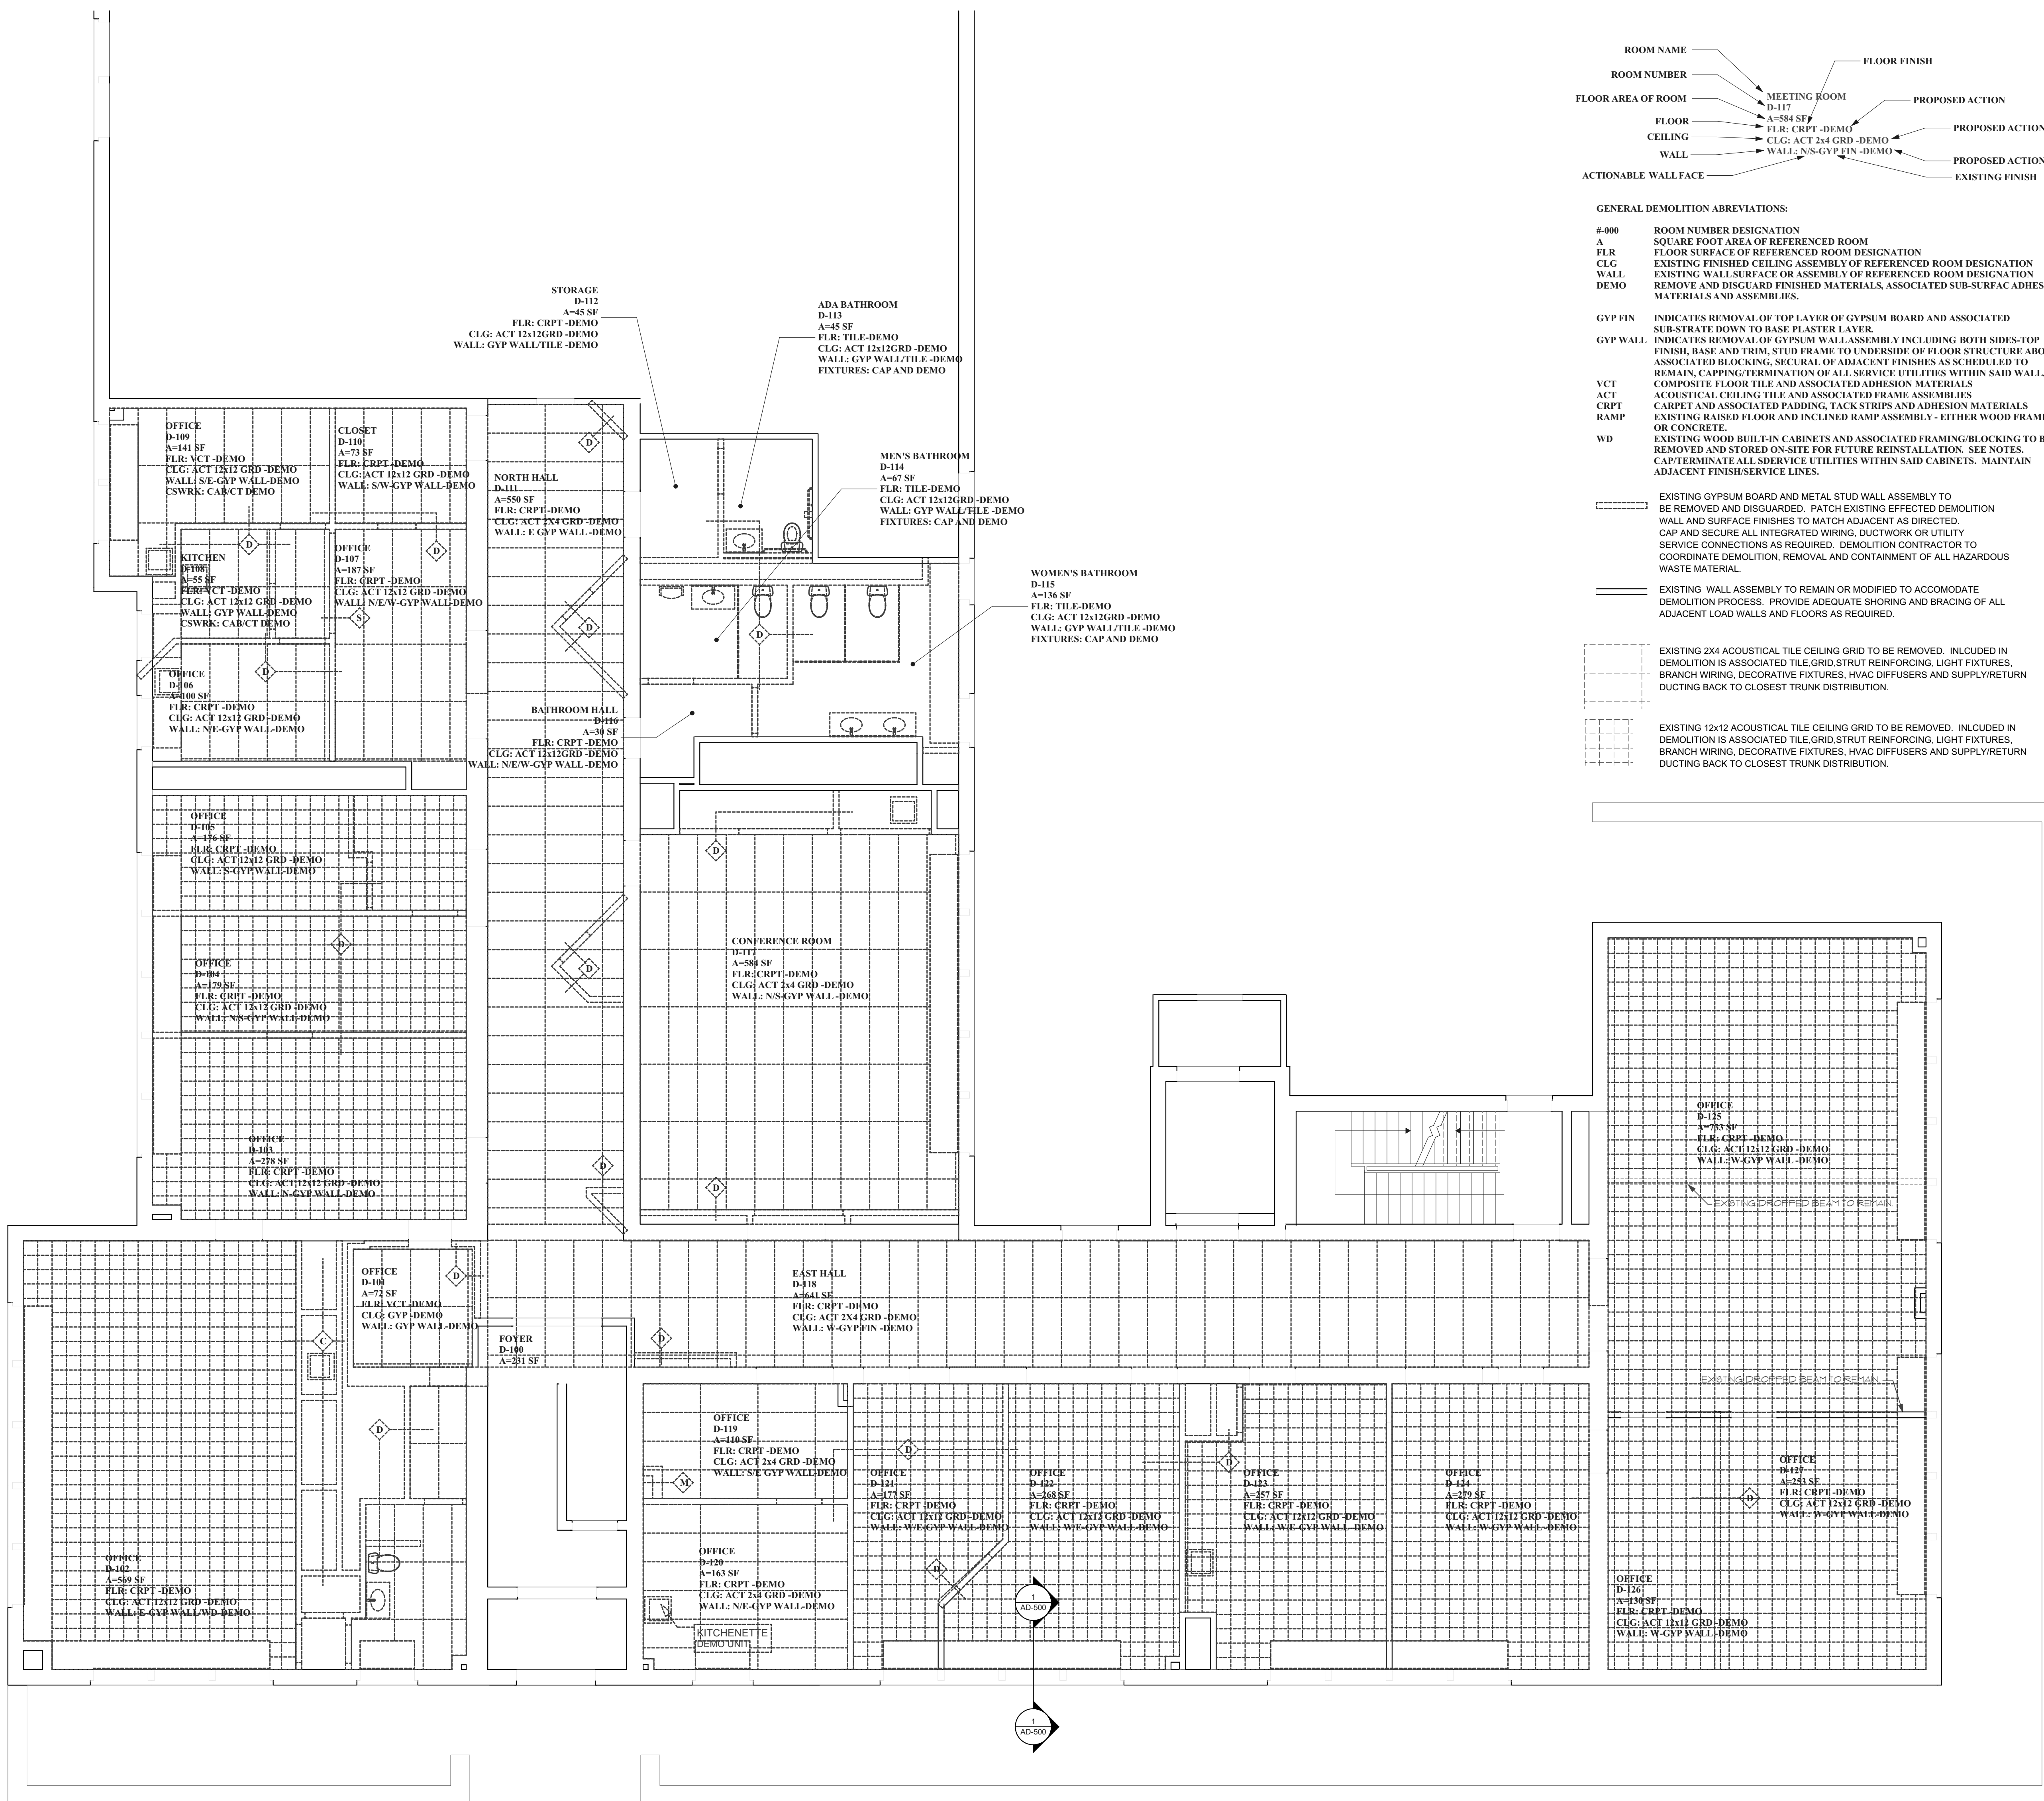 ROOM NAME
ROOM NUMBER
FLOOR AREA OF ROOM
FLOOR
CEILING
WALL
ACTIONABLE WALL FACE
FLOOR FINISH
PROPOSED ACTION
PROPOSED ACTION
PROPOSED ACTION
EXISTING FINISH
MEETING ROOM
D-117
A=584 SF
FLR: CRPT -DEMO
CLG: ACT 2x4 GRD -DEMO
WALL: N/S-GYP FIN -DEMO
GENERAL DEMOLITION ABREVIATIONS:
#-000 ROOM NUMBER DESIGNATION
A SQUARE FOOT AREA OF REFERENCED ROOM
FLR FLOOR SURFACE OF REFERENCED ROOM DESIGNATION
CLG EXISTING FINISHED CEILING ASSEMBLY OF REFERENCED ROOM DESIGNATION
WALL EXISTING WALL SURFACE OR ASSEMBLY OF REFERENCED ROOM DESIGNATION
DEMO REMOVE AND DISGUARD FINISHED MATERIALS, ASSOCIATED SUB-SURFAC ADHES
MATERIALS AND ASSEMBLIES.
GYP FIN INDICATES REMOVAL OF TOP LAYER OF GYPSUM BOARD AND ASSOCIATED
SUB-STRATE DOWN TO BASE PLASTER LAYER.
GYP WALL INDICATES REMOVAL OF GYPSUM WALL ASSEMBLY INCLUDING BOTH SIDES-TOP
FINISH, BASE AND TRIM, STUD FRAME TO UNDERSIDE OF FLOOR STRUCTURE ABO
ASSOCIATED BLOCKING, SECURAL OF ADJACENT FINISHES AS SCHEDULED TO
REMAIN, CAPPING/TERMINATION OF ALL SERVICE UTILITIES WITHIN SAID WALL.
VCT COMPOSITE FLOOR TILE AND ASSOCIATED ADHESION MATERIALS
ACT ACOUSTICAL CEILING TILE AND ASSOCIATED FRAME ASSEMBLIES
CRPT CARPET AND ASSOCIATED PADDING, TACK STRIPS AND ADHESION MATERIALS
RAMP EXISTING RAISED FLOOR AND INCLINED RAMP ASSEMBLY - EITHER WOOD FRAME
OR CONCRETE.
WD EXISTING WOOD BUILT-IN CABINETS AND ASSOCIATED FRAMING/BLOCKING TO B
REMOVED AND STORED ON-SITE FOR FUTURE REINSTALLATION. SEE NOTES.
CAP/TERMINATE ALL SDERVICE UTILITIES WITHIN SAID CABINETS. MAINTAIN
ADJACENT FINISH/SERVICE LINES.
EXISTING GYPSUM BOARD AND METAL STUD WALL ASSEMBLY TO
BE REMOVED AND DISGUARDED. PATCH EXISTING EFFECTED DEMOLITION
WALL AND SURFACE FINISHES TO MATCH ADJACENT AS DIRECTED.
CAP AND SECURE ALL INTEGRATED WIRING, DUCTWORK OR UTILITY
SERVICE CONNECTIONS AS REQUIRED. DEMOLITION CONTRACTOR TO
COORDINATE DEMOLITION, REMOVAL AND CONTAINMENT OF ALL HAZARDOUS
WASTE MATERIAL.
EXISTING WALL ASSEMBLY TO REMAIN OR MODIFIED TO ACCOMODATE
DEMOLITION PROCESS. PROVIDE ADEQUATE SHORING AND BRACING OF ALL
ADJACENT LOAD WALLS AND FLOORS AS REQUIRED.
EXISTING 2X4 ACOUSTICAL TILE CEILING GRID TO BE REMOVED. INLCUDED IN
DEMOLITION IS ASSOCIATED TILE,GRID,STRUT REINFORCING, LIGHT FIXTURES,
BRANCH WIRING, DECORATIVE FIXTURES, HVAC DIFFUSERS AND SUPPLY/RETURN
DUCTING BACK TO CLOSEST TRUNK DISTRIBUTION.
EXISTING 12x12 ACOUSTICAL TILE CEILING GRID TO BE REMOVED. INLCUDED IN
DEMOLITION IS ASSOCIATED TILE,GRID,STRUT REINFORCING, LIGHT FIXTURES,
BRANCH WIRING, DECORATIVE FIXTURES, HVAC DIFFUSERS AND SUPPLY/RETURN
DUCTING BACK TO CLOSEST TRUNK DISTRIBUTION.
STORAGE
D-112
A=45 SF
FLR: CRPT -DEMO
CLG: ACT 12x12GRD -DEMO
WALL: GYP WALL/TILE -DEMO
ADA BATHROOM
D-113
A=45 SF
FLR: TILE-DEMO
CLG: ACT 12x12GRD -DEMO
WALL: GYP WALL/TILE -DEMO
FIXTURES: CAP AND DEMO
MEN'S BATHROOM
D-114
A=67 SF
FLR: TILE-DEMO
CLG: ACT 12x12GRD -DEMO
WALL: GYP WALL/TILE -DEMO
FIXTURES: CAP AND DEMO
WOMEN'S BATHROOM
D-115
A=136 SF
FLR: TILE-DEMO
CLG: ACT 12x12GRD -DEMO
WALL: GYP WALL/TILE -DEMO
FIXTURES: CAP AND DEMO
OFFICE
D-109
A=141 SF
FLR: VCT -DEMO
CLG: ACT 12x12 GRD -DEMO
WALL: S/E-GYP WALL-DEMO
CSWRK: CAB/CT DEMO
CLOSET
D-110
A=73 SF
FLR: CRPT -DEMO
CLG: ACT 12x12 GRD -DEMO
WALL: S/W-GYP WALL-DEMO
NORTH HALL
D-111
A=550 SF
FLR: CRPT -DEMO
CLG: ACT 2X4 GRD -DEMO
WALL: E GYP WALL -DEMO
D
D
D
KITCHEN
D-108
A=55 SF
FLR: VCT -DEMO
CLG: ACT 12x12 GRD -DEMO
WALL: GYP WALL-DEMO
CSWRK: CAB/CT DEMO
OFFICE
D-107
A=187 SF
FLR: CRPT -DEMO
CLG: ACT 12x12 GRD -DEMO
WALL: N/E/W-GYP WALL-DEMO
S
D
D
D
OFFICE
D-106
A=100 SF
FLR: CRPT -DEMO
CLG: ACT 12x12 GRD -DEMO
WALL: N/E-GYP WALL-DEMO
BATHROOM HALL
D-116
A=30 SF
FLR: CRPT -DEMO
CLG: ACT 12x12GRD -DEMO
WALL: N/E/W-GYP WALL -DEMO
OFFICE
D-105
A=176 SF
FLR: CRPT -DEMO
CLG: ACT 12x12 GRD -DEMO
WALL: S-GYP WALL-DEMO
D
D
D
OFFICE
D-104
A=179 SF
FLR: CRPT -DEMO
CLG: ACT 12x12 GRD -DEMO
WALL: N/S-GYP WALL-DEMO
CONFERENCE ROOM
D-117
A=584 SF
FLR: CRPT -DEMO
CLG: ACT 2x4 GRD -DEMO
WALL: N/S-GYP WALL -DEMO
OFFICE
D-103
A=278 SF
FLR: CRPT -DEMO
CLG: ACT 12x12 GRD -DEMO
WALL: N-GYP WALL-DEMO
D
D
OFFICE
D-125
A=733 SF
FLR: CRPT -DEMO
CLG: ACT 12x12 GRD -DEMO
WALL: W-GYP WALL -DEMO
EXISTING DROPPED BEAM TO REMAIN.
OFFICE
D-101
A=72 SF
FLR: VCT -DEMO
CLG: GYP -DEMO
WALL: GYP WALL-DEMO
D
C
FOYER
D-100
A=231 SF
D
EAST HALL
D-118
A=641 SF
FLR: CRPT -DEMO
CLG: ACT 2X4 GRD -DEMO
WALL: W-GYP FIN -DEMO
EXISTING DROPPED BEAM TO REMAIN.
D
OFFICE
D-119
A=110 SF
FLR: CRPT -DEMO
CLG: ACT 2x4 GRD -DEMO
WALL: S/E GYP WALL-DEMO
M
D
OFFICE
D-121
A=177 SF
FLR: CRPT -DEMO
CLG: ACT 12x12 GRD -DEMO
WALL: W/E-GYP WALL-DEMO
OFFICE
D-122
A=268 SF
FLR: CRPT -DEMO
CLG: ACT 12x12 GRD -DEMO
WALL: W/E-GYP WALL-DEMO
D
OFFICE
D-123
A=257 SF
FLR: CRPT -DEMO
CLG: ACT 12x12 GRD -DEMO
WALL: W/E-GYP WALL -DEMO
OFFICE
D-124
A=279 SF
FLR: CRPT -DEMO
CLG: ACT 12x12 GRD -DEMO
WALL: W-GYP WALL -DEMO
OFFICE
D-127
A=253 SF
FLR: CRPT -DEMO
CLG: ACT 12x12 GRD -DEMO
WALL: W-GYP WALL-DEMO
D
OFFICE
D-102
A=569 SF
FLR: CRPT -DEMO
CLG: ACT 12x12 GRD -DEMO
WALL: E-GYP WALL/WD-DEMO
OFFICE
D-120
A=163 SF
FLR: CRPT -DEMO
CLG: ACT 2x4 GRD -DEMO
WALL: N/E-GYP WALL-DEMO
KITCHENETTE
DEMO UNIT
D
OFFICE
D-126
A=130 SF
FLR: CRPT -DEMO
CLG: ACT 12x12 GRD -DEMO
WALL: W-GYP WALL -DEMO
1
AD-500
1
AD-500